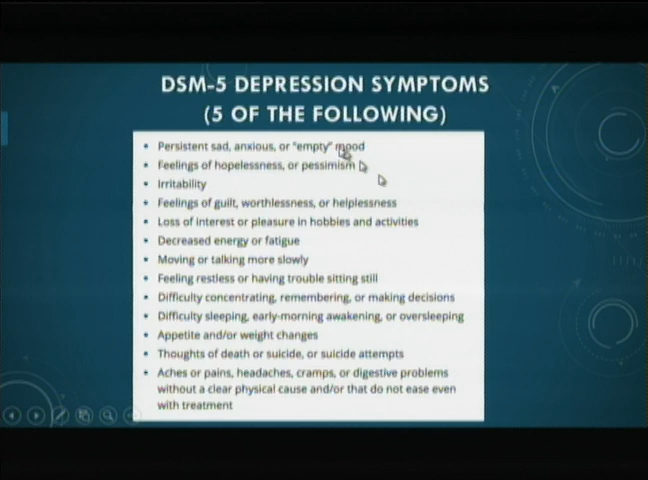 DSM-5 DEPRESSION SYMPTOMS
(5 OF THE FOLLOWING)
• Persistent sad, anxious, or "empty" mood
• Feelings of hopelessness, or pessimism
• Irritability
• Feelings of guilt, worthlessness, or helplessness
• Loss of interest or pleasure in hobbies and activities
• Decreased energy or fatigue
• Moving or talking more slowly
• Feeling restless or having trouble sitting still
• Difficulty concentrating, remembering, or making decisions
• Difficulty sleeping, early-morning awakening, or oversleeping
• Appetite and/or weight changes
• Thoughts of death or suicide, or suicide attempts
• Aches or pains, headaches, cramps, or digestive problems
without a clear physical cause and/or that do not ease even
with treatment